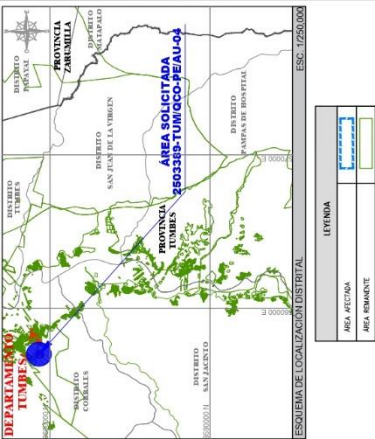 DISTRITO
PAPAYAL
PROVINCIA
ZARUMILLA
DISTRITO
MATAPALO
DISTRITO
TUMBES
DISTRITO
SAN JUAN DE LA VIRGEN
ÁREA SOLICITADA
2503389-TUM/QCO-PE/AU-04
DISTRITO
PAMPAS DE HOSPITAL
DEPARTAMENTO
TUMBES
PROVINCIA
TUMBES
DISTRITO
CORRALES
DISTRITO
SAN JACINTO
ESQUEMA DE LOCALIZACIÓN DISTRITAL
ESC. 1/250,000
LEYENDA
ÁREA AFECTADA
ÁREA REMANENTE